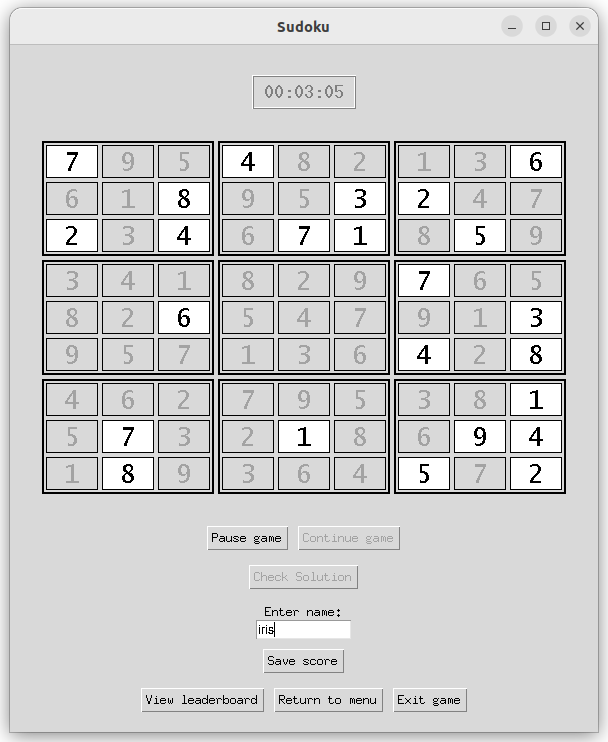 Sudoku
00:03:05
7 9 5 4 8 2 1 3 6
6 1 8 9 5 3 2 4 7
2 3 4 6 7 1 8 5 9
3 4 1 8 2 9 7 6 5
8 2 6 5 4 7 9 1 3
9 5 7 1 3 6 4 2 8
4 6 2 7 9 5 3 8 1
5 7 3 2 1 8 6 9 4
1 8 9 3 6 4 5 7 2
Pause game Continue game
Check Solution
Enter name:
iris
Save score
View leaderboard Return to menu Exit game